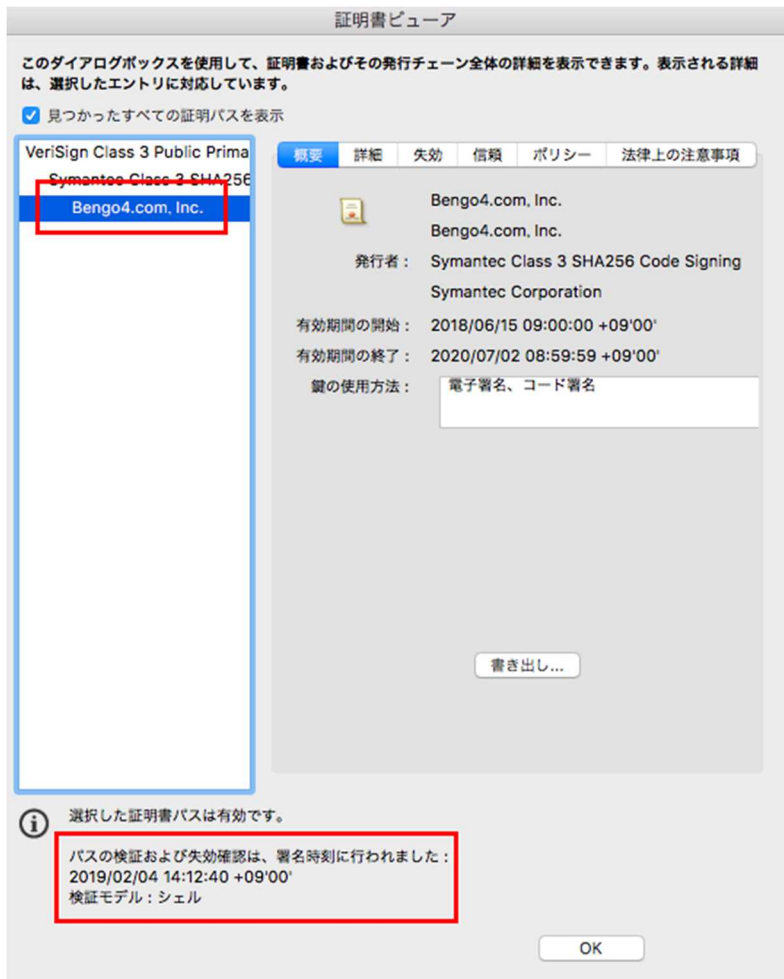 証明書ビューア
このダイアログボックスを使用して、証明書およびその発行チェーン全体の詳細を表示できます。表示される詳細
は、選択したエントリに対応しています。
見つかったすべての証明パスを表示
VeriSign Class 3 Public Prima
Symantec Class 3 SHA256
Bengo4.com, Inc.
概要 詳細 失効 信頼 ポリシー 法律上の注意事項
Bengo4.com, Inc.
Bengo4.com, Inc.
発行者： Symantec Class 3 SHA256 Code Signing
Symantec Corporation
有効期間の開始： 2018/06/15 09:00:00 +09'00'
有効期間の終了： 2020/07/02 08:59:59 +09'00'
鍵の使用方法： 電子署名、コード署名
書き出し...
選択した証明書パスは有効です。
パスの検証および失効確認は、署名時刻に行われました：
2019/02/04 14:12:40 +09'00'
検証モデル：シェル
OK